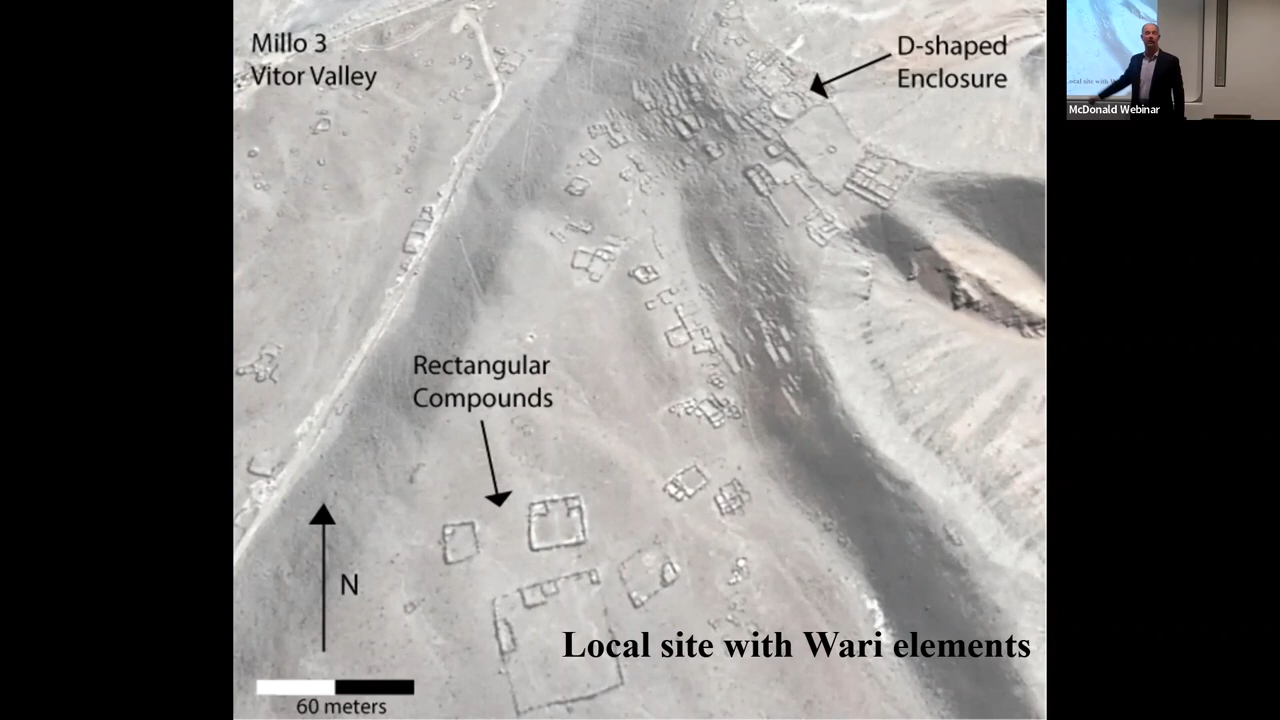 Millo 3
Vitor Valley
D-shaped
Enclosure
Rectangular
Compounds
N
Local site with Wari elements
60 meters
McDonald Webinar